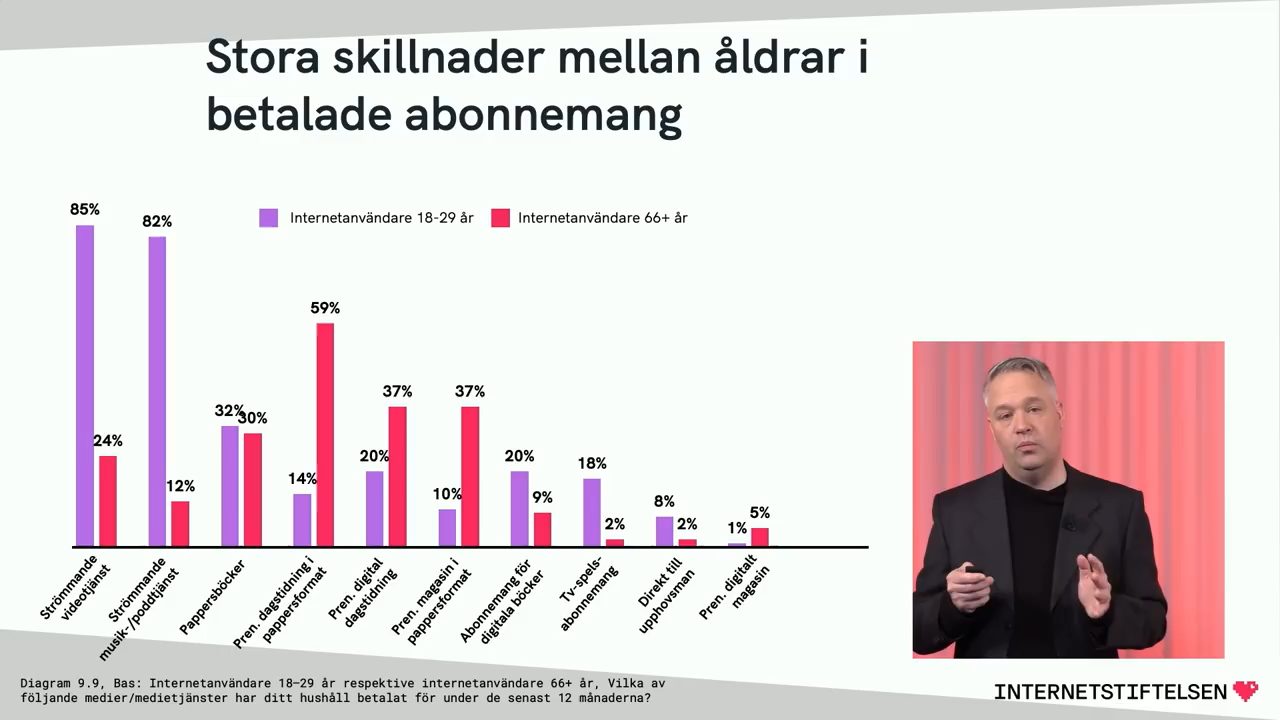 Stora skillnader mellan åldrar i
betalade abonnemang
Internetanvändare 18-29 år
Internetanvändare 66+ år
85%
24%
82%
12%
32%
30%
14%
59%
20%
37%
10%
37%
20%
9%
18%
2%
8%
2%
1%
5%
Strömmande
videotjänst
Strömmande
musik-/poddtjänst
Pappersböcker
Pren. dagstidning i
pappersformat
Pren. digital
dagstidning
Pren. magasin i
pappersformat
Abonnemang för
digitala böcker
Tv-spels-
abonnemang
Direkt till
upphovsman
Pren. digitalt
magasin
Diagram 9.9, Bas: Internetanvändare 18–29 år respektive internetanvändare 66+ år, Vilka av
följande medier/medietjänster har ditt hushåll betalat för under de senast 12 månaderna?
INTERNETSTIFTELSEN